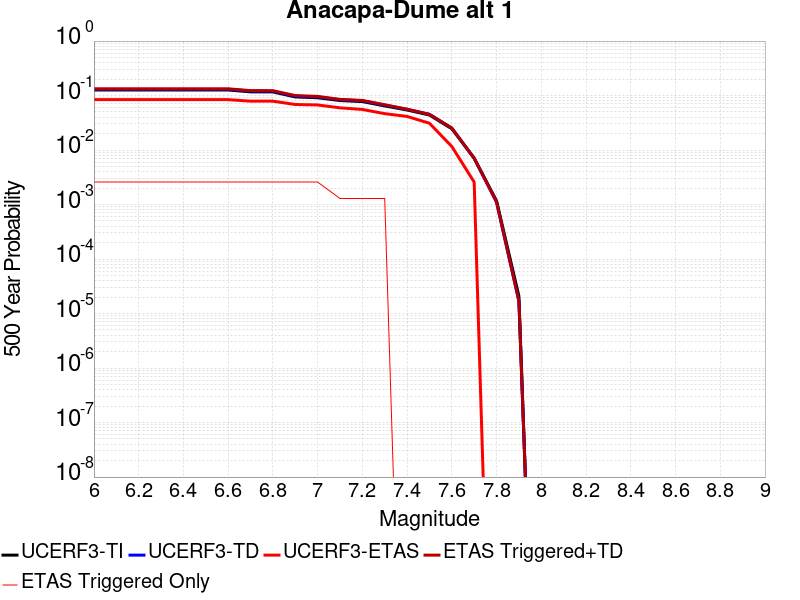 Anacapa-Dume alt 1
10 0
10 -1
10 -2
10 -3
10 -4
10 -5
10 -6
10 -7
10 -8
500 Year Probability
6 6.2 6.4 6.6 6.8 7 7.2 7.4 7.6 7.8 8 8.2 8.4 8.6 8.8 9
Magnitude
UCERF3-TI UCERF3-TD UCERF3-ETAS ETAS Triggered+TD
ETAS Triggered Only